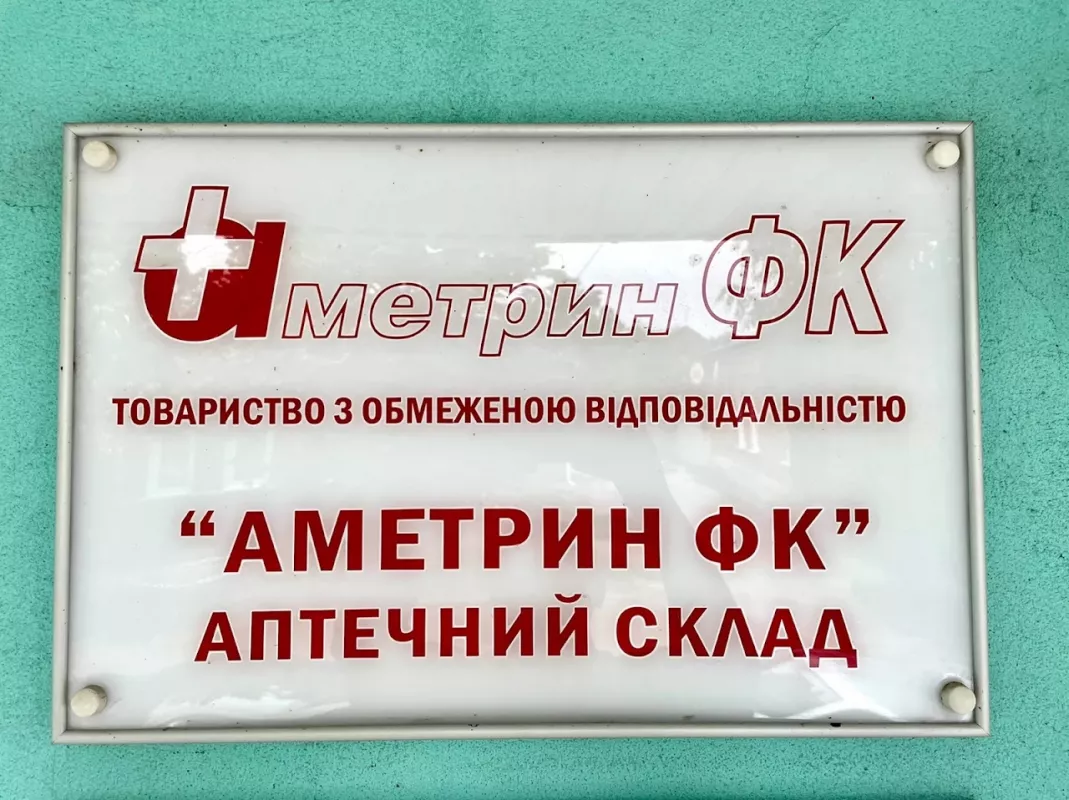 аметрин ФК
ТОВАРИСТВО З ОБМЕЖЕНОЮ ВІДПОВІДАЛЬНІСТЮ
“АМЕТРИН ФК”
АПТЕЧНИЙ СКЛАД